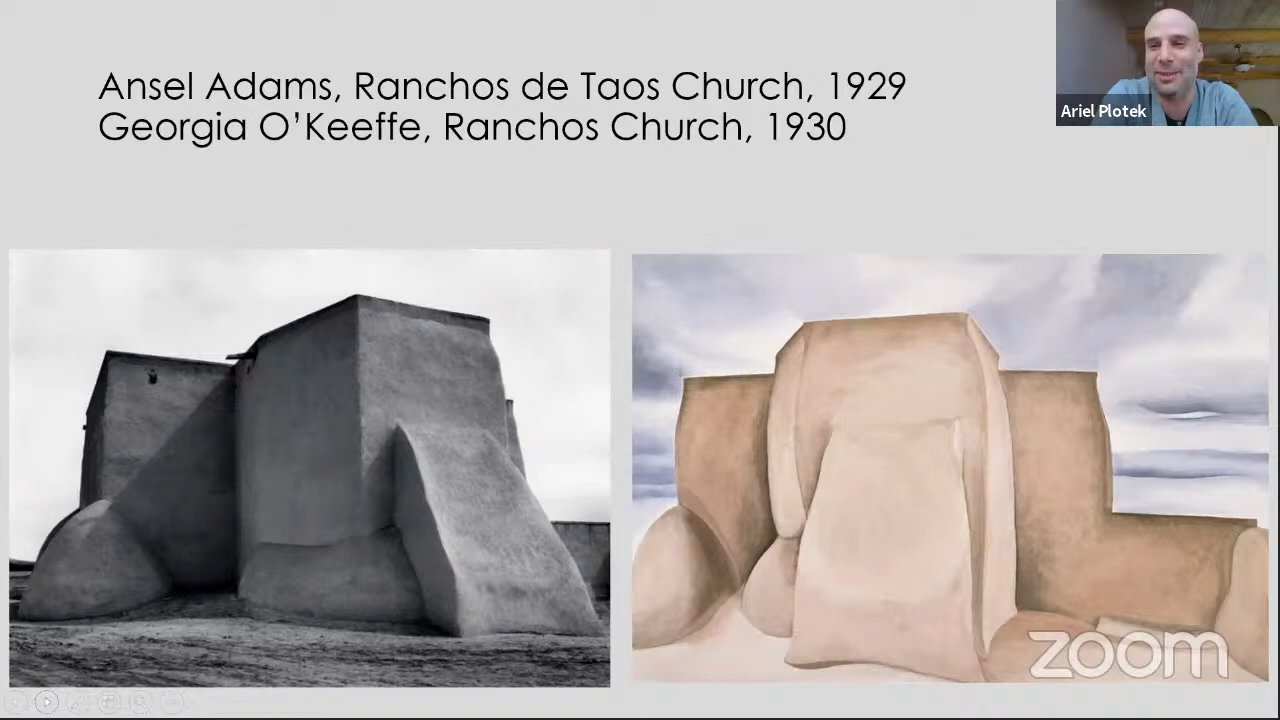 Ansel Adams, Ranchos de Taos Church, 1929
Georgia O’Keeffe, Ranchos Church, 1930
Ariel Plotek
zoom